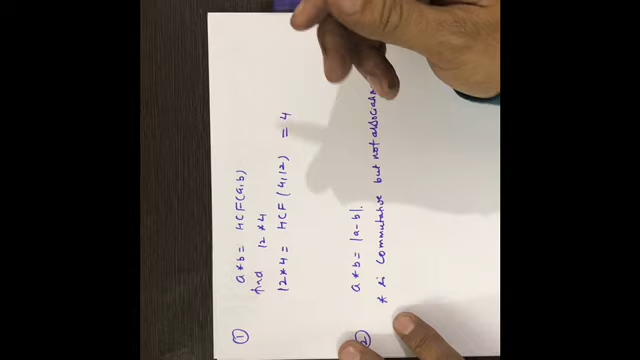 ① a * b = HCF(a, b)
find 12 * 4
12 * 4 = HCF (4, 12) = 4
② a * b = |a - b|.
* is commutative but not associative